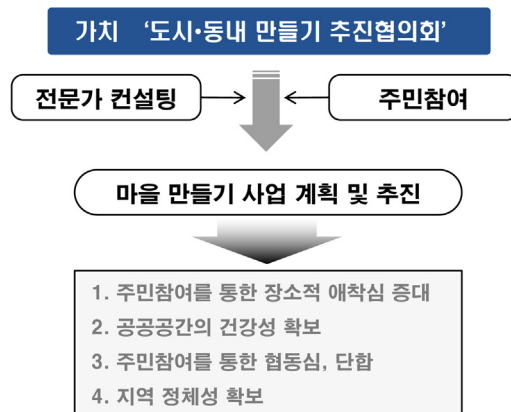 가치 ‘도시•동내 만들기 추진협의회’
전문가 컨설팅
주민참여
마을 만들기 사업 계획 및 추진
1. 주민참여를 통한 장소적 애착심 증대
2. 공공공간의 건강성 확보
3. 주민참여를 통한 협동심, 단합
4. 지역 정체성 확보